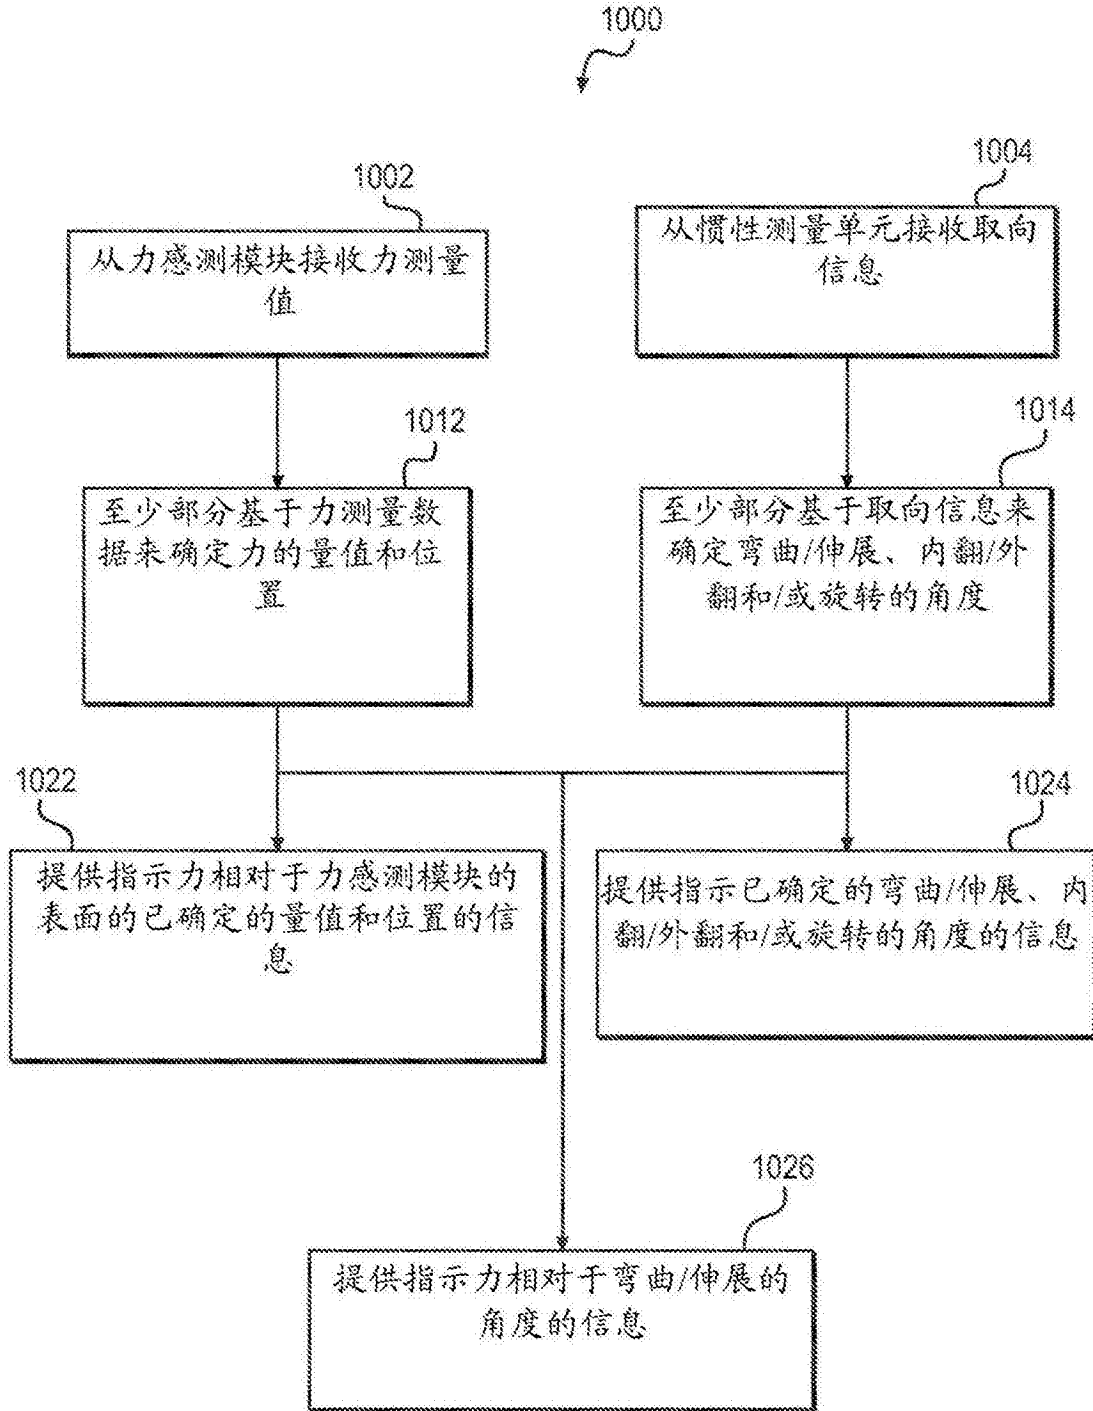 1000
1002
从力感测模块接收力测量
值
1004
从惯性测量单元接收取向
信息
1012
至少部分基于力测量数
据来确定力的量值和位
置
1014
至少部分基于取向信息来
确定弯曲/伸展、内翻/外
翻和/或旋转的角度
1022
提供指示力相对于力感测模块的
表面的已确定的量值和位置的信
息
1024
提供指示已确定的弯曲/伸展、内
翻/外翻和/或旋转的角度的信息
1026
提供指示力相对于弯曲/伸展的
角度的信息